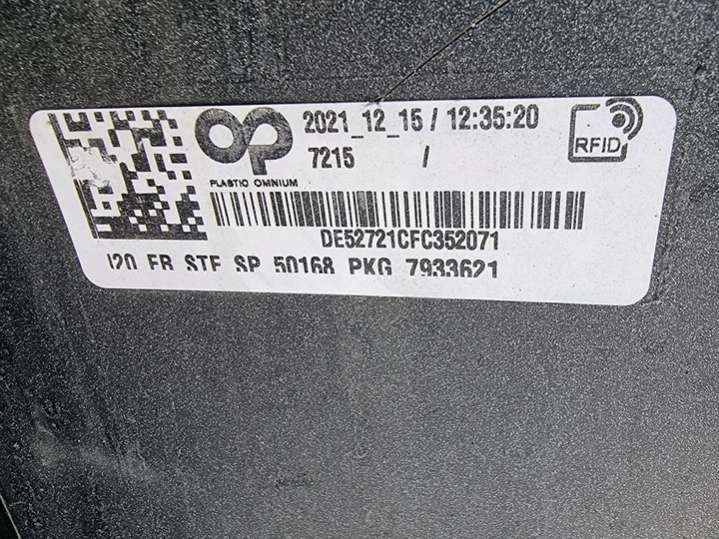 2021_12_15 / 12:35:20
RFID
7215 /
PLASTIC OMNIUM
DE52721CFC352071
I20 FR STF SP 50168 PKG 7933621